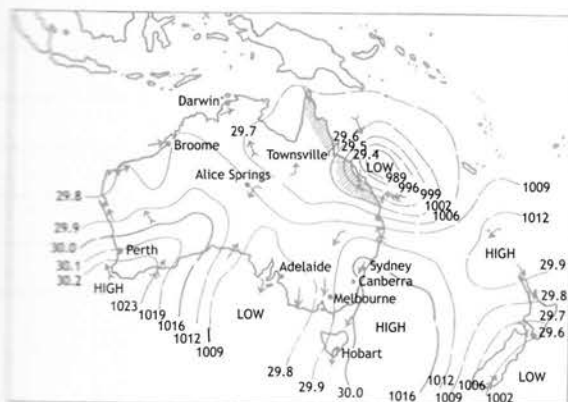 Darwin
29.7
29.6
29.5
29.4
Broome
Townsville
LOW
Alice Springs
989
996
999
1002
1006
1009
1012
29.8
29.9
30.0
30.1
30.2
Perth
HIGH
1023
1019
1016
1012
1009
LOW
Adelaide
Sydney
Canberra
Melbourne
HIGH
Hobart
29.8
29.9
30.0
1016
1012
1009
1006
1002
HIGH
29.9
29.8
29.7
29.6
LOW